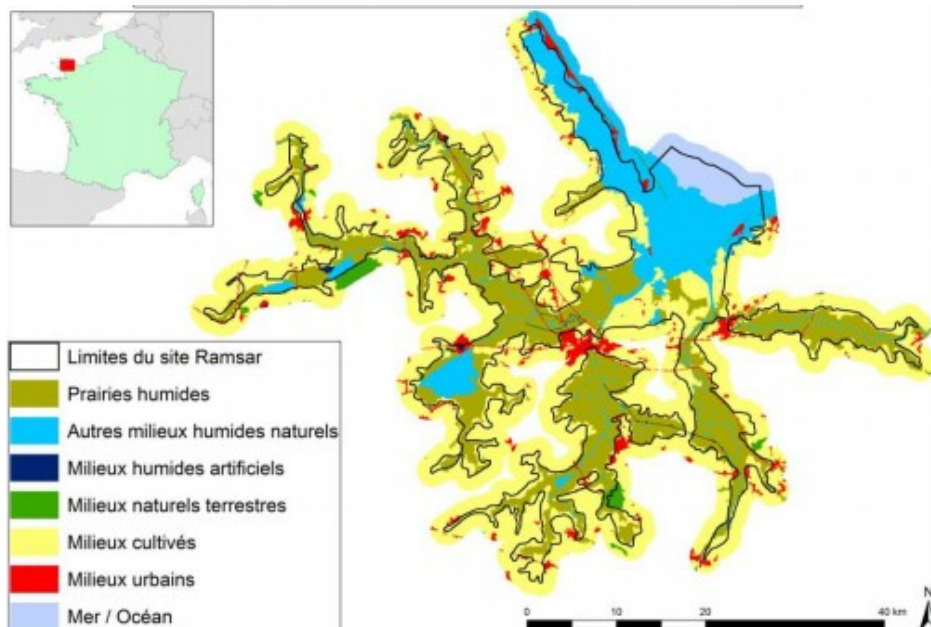 Limites du site Ramsar
Prairies humides
Autres milieux humides naturels
Milieux humides artificiels
Milieux naturels terrestres
Milieux cultivés
Milieux urbains
Mer / Océan
N
0 10 20 40 km